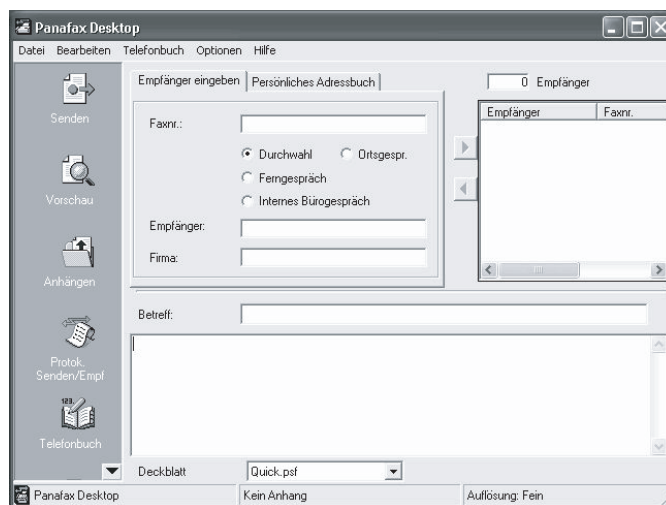 Panafax Desktop
Datei Bearbeiten Telefonbuch Optionen Hilfe
Senden
Vorschau
Anhängen
Protok.
Senden/Empf
123.
Telefonbuch
Empfänger eingeben Persönliches Adressbuch
Faxnr.:
Durchwahl Ortsgespr.
Ferngespräch
Internes Bürogespräch
Empfänger:
Firma:
0 Empfänger
Empfänger Faxnr.
Betreff:
Deckblatt Quick.psf
Panafax Desktop Kein Anhang Auflösung: Fein